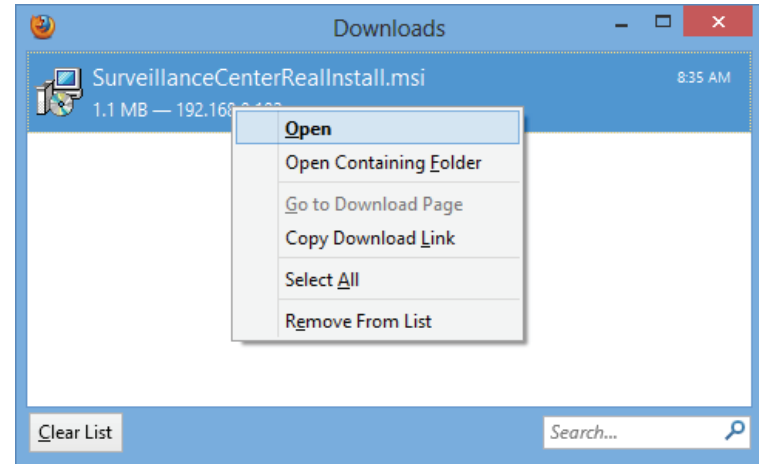 Downloads
SurveillanceCenterRealInstall.msi 8:35 AM
1.1 MB — 192.168
Open
Open Containing Folder
Go to Download Page
Copy Download Link
Select All
Remove From List
Clear List Search...